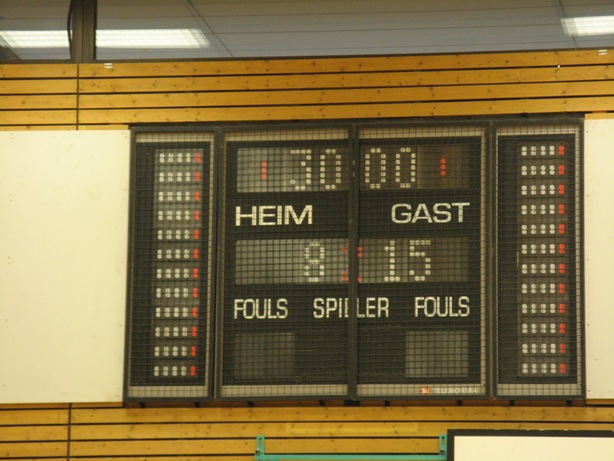 30 00
HEIM GAST
8 : 15
FOULS SPIELER FOULS